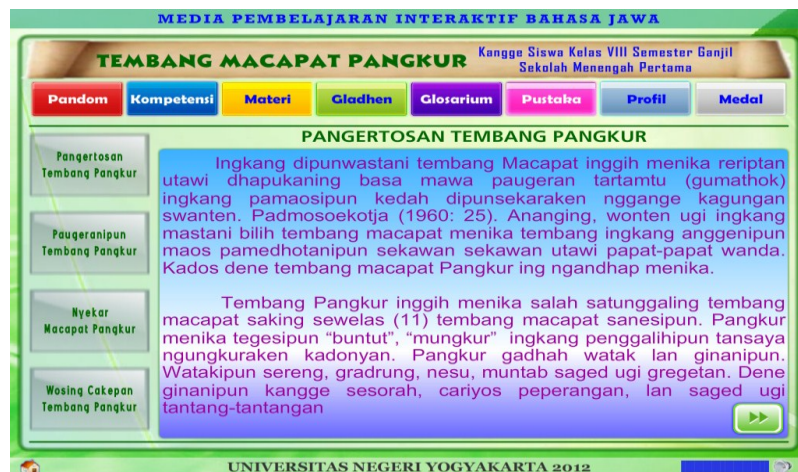 MEDIA PEMBELAJARAN INTERAKTIF BAHASA JAWA
TEMBANG MACAPAT PANGKUR
Kangge Siswa Kelas VIII Semester Ganjil
Sekolah Menengah Pertama
Pandom Kompetensi Materi Gladhen Glosarium Pustaka Profil Medal
Pangertosan
Tembang Pangkur
Paugeranipun
Tembang Pangkur
Nyekar
Macapat Pangkur
Wosing Cakepan
Tembang Pangkur
PANGERTOSAN TEMBANG PANGKUR
Ingkang dipunwastani tembang Macapat inggih menika reriptan
utawi dhapukaning basa mawa paugeran tartamtu (gumathok)
ingkang pamaosipun kedah dipunsekaraken nggange kagungan
swanten. Padmosoekotja (1960: 25). Ananging, wonten ugi ingkang
mastani bilih tembang macapat menika tembang ingkang anggenipun
maos pamedhotanipun sekawan sekawan utawi papat-papat wanda.
Kados dene tembang macapat Pangkur ing ngandhap menika.
Tembang Pangkur inggih menika salah satunggaling tembang
macapat saking sewelas (11) tembang macapat sanesipun. Pangkur
menika tegesipun “buntut”, “mungkur” ingkang penggalihipun tansaya
ngungkuraken kadonyan. Pangkur gadhah watak lan ginanipun.
Watakipun sereng, gradrung, nesu, muntab saged ugi gregetan. Dene
ginanipun kangge sesorah, cariyos peperangan, lan saged ugi
tantang-tantangan
UNIVERSITAS NEGERI YOGYAKARTA 2012